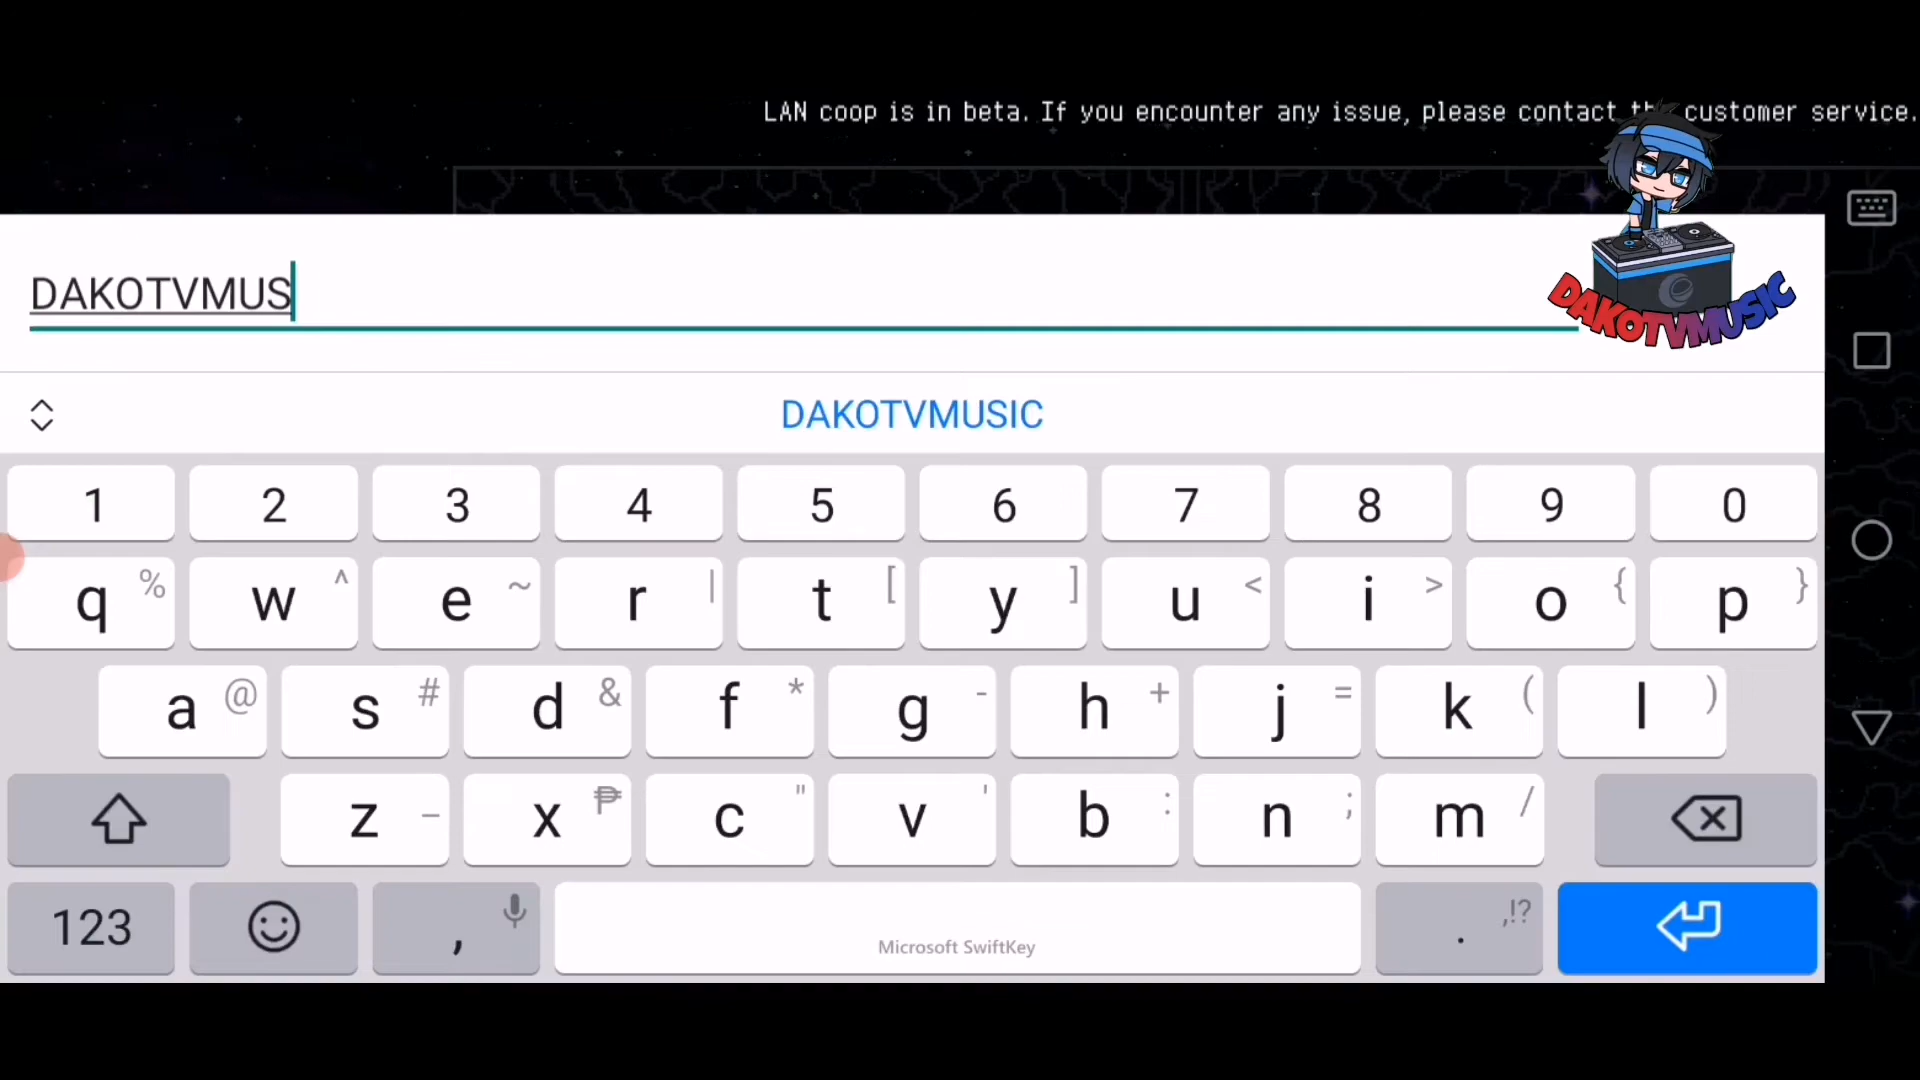 LAN coop is in beta. If you encounter any issue, please contact customer service.
DAKOTVMUS
DAKOTVMUSIC
DAKOTVMUSIC
1 2 3 4 5 6 7 8 9 0
q % w ^ e ~ r | t [ y ] u < i > o { p }
a @ s # d & f * g - h + j = k ( l )
z _ x ₱ c " v ' b : n ; m /
123 , Microsoft SwiftKey . ,!?